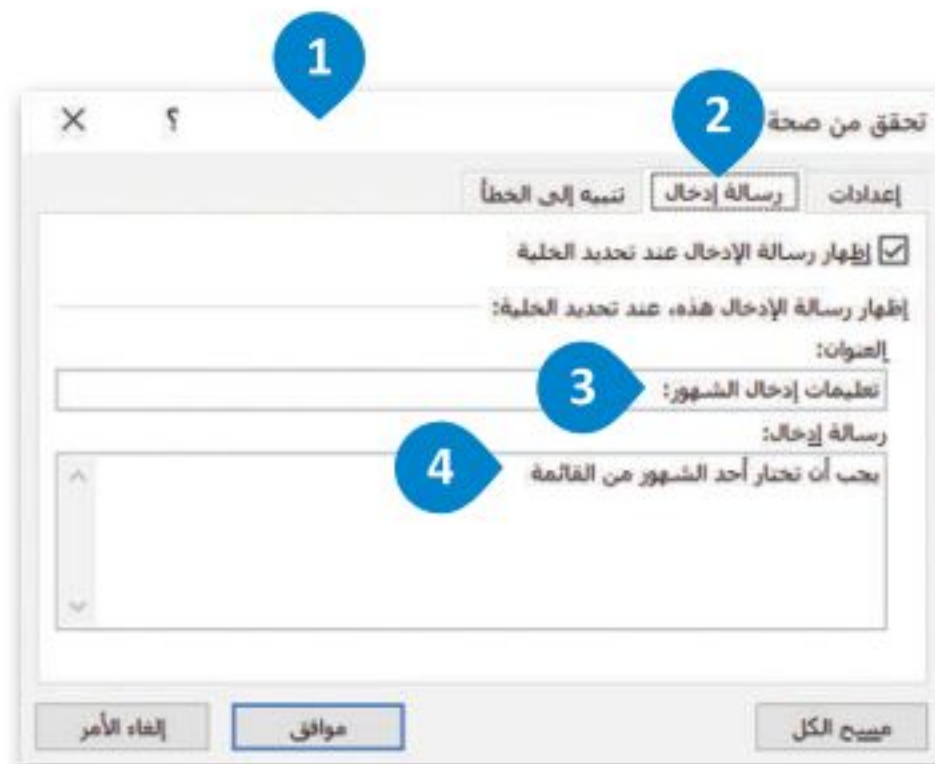 1
تحقق من صحة
2
؟
إعدادات
رسالة إدخال
تنبيه إلى الخطأ
إظهار رسالة الإدخال عند تحديد الخلية
إظهار رسالة الإدخال هذه، عند تحديد الخلية:
العنوان:
تعليمات إدخال الشهور:
3
رسالة إدخال:
يجب أن تختار أحد الشهور من القائمة
4
مسح الكل
موافق
إلغاء الأمر